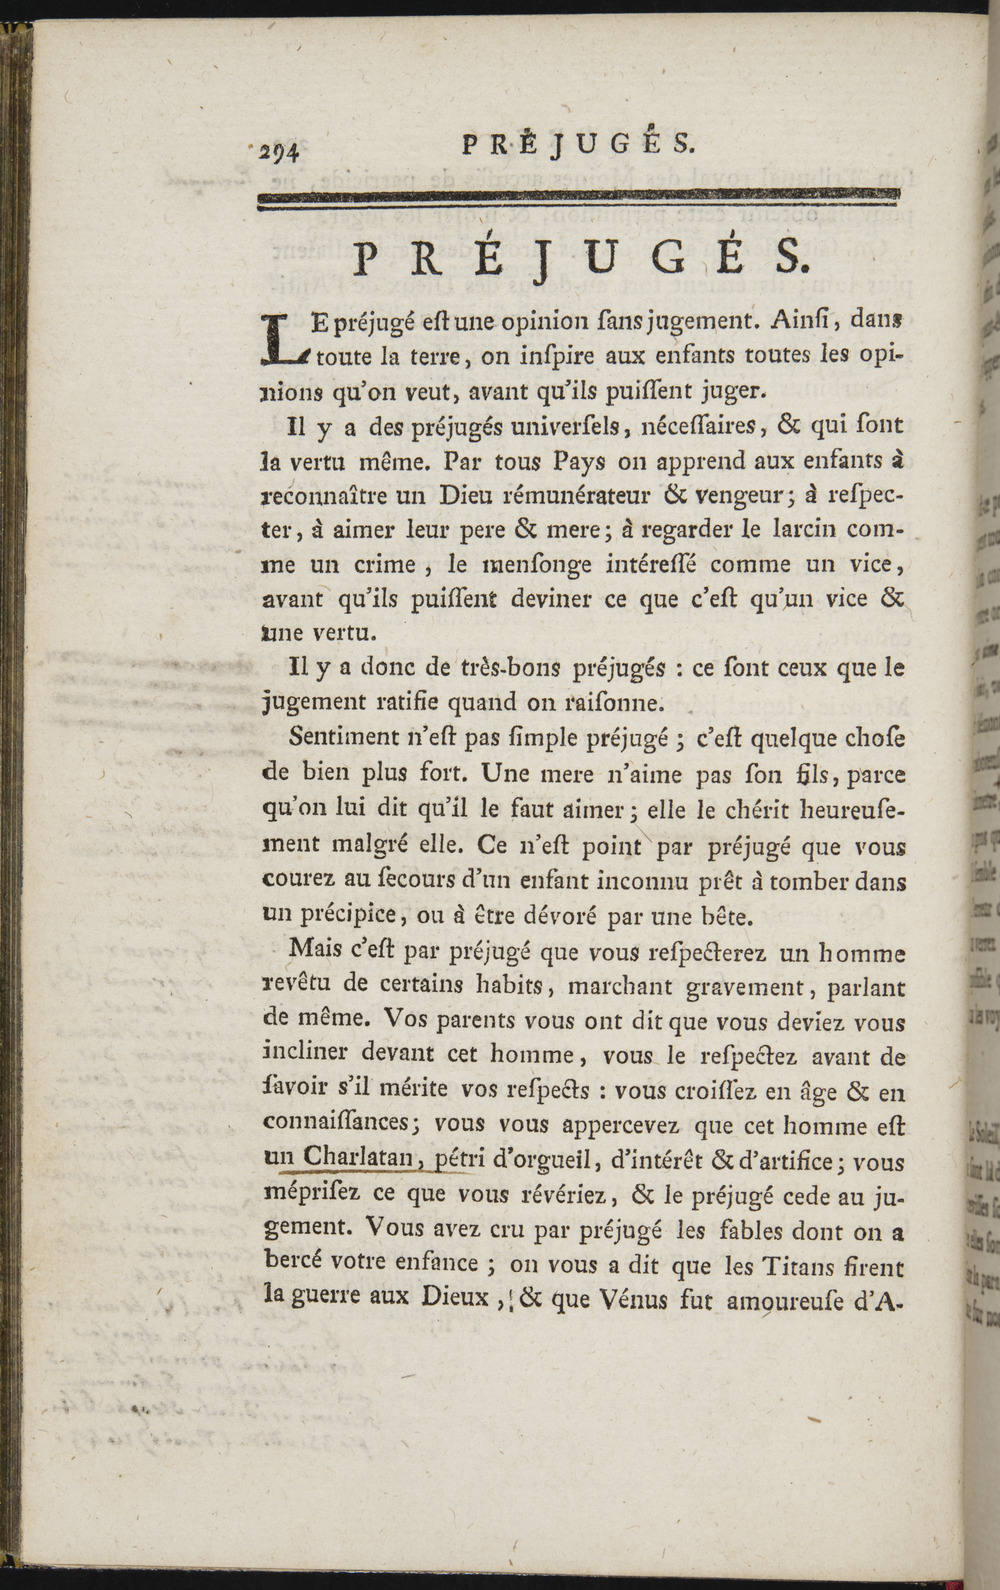 294
PRÉJUGÉS.
PRÉJUGÉS.
LE préjugé eſt une opinion ſans jugement. Ainſi, dans
toute la terre, on inſpire aux enfants toutes les opi-
nions qu'on veut, avant qu'ils puiſſent juger.
Il y a des préjugés univerſels, néceſſaires, & qui ſont
la vertu même. Par tous Pays on apprend aux enfants à
reconnaître un Dieu rémunérateur & vengeur; à reſpec-
ter, à aimer leur pere & mere; à regarder le larcin com-
me un crime, le menſonge intéreſſé comme un vice,
avant qu'ils puiſſent deviner ce que c'eſt qu'un vice &
une vertu.
Il y a donc de très-bons préjugés : ce ſont ceux que le
jugement ratifie quand on raiſonne.
Sentiment n'eſt pas ſimple préjugé ; c'eſt quelque choſe
de bien plus fort. Une mere n'aime pas ſon fils, parce
qu'on lui dit qu'il le faut aimer ; elle le chérit heureuſe-
ment malgré elle. Ce n'eſt point par préjugé que vous
courez au ſecours d'un enfant inconnu prêt à tomber dans
un précipice, ou à être dévoré par une bête.
Mais c'eſt par préjugé que vous reſpecterez un homme
revêtu de certains habits, marchant gravement, parlant
de même. Vos parents vous ont dit que vous deviez vous
incliner devant cet homme, vous le reſpectez avant de
ſavoir s'il mérite vos reſpects : vous croiſſez en âge & en
connaiſſances; vous vous appercevez que cet homme eſt
un Charlatan, pétri d'orgueil, d'intérêt & d'artifice; vous
mépriſez ce que vous révériez, & le préjugé cede au ju-
gement. Vous avez cru par préjugé les fables dont on a
bercé votre enfance ; on vous a dit que les Titans firent
la guerre aux Dieux, & que Vénus fut amoureuſe d'A-